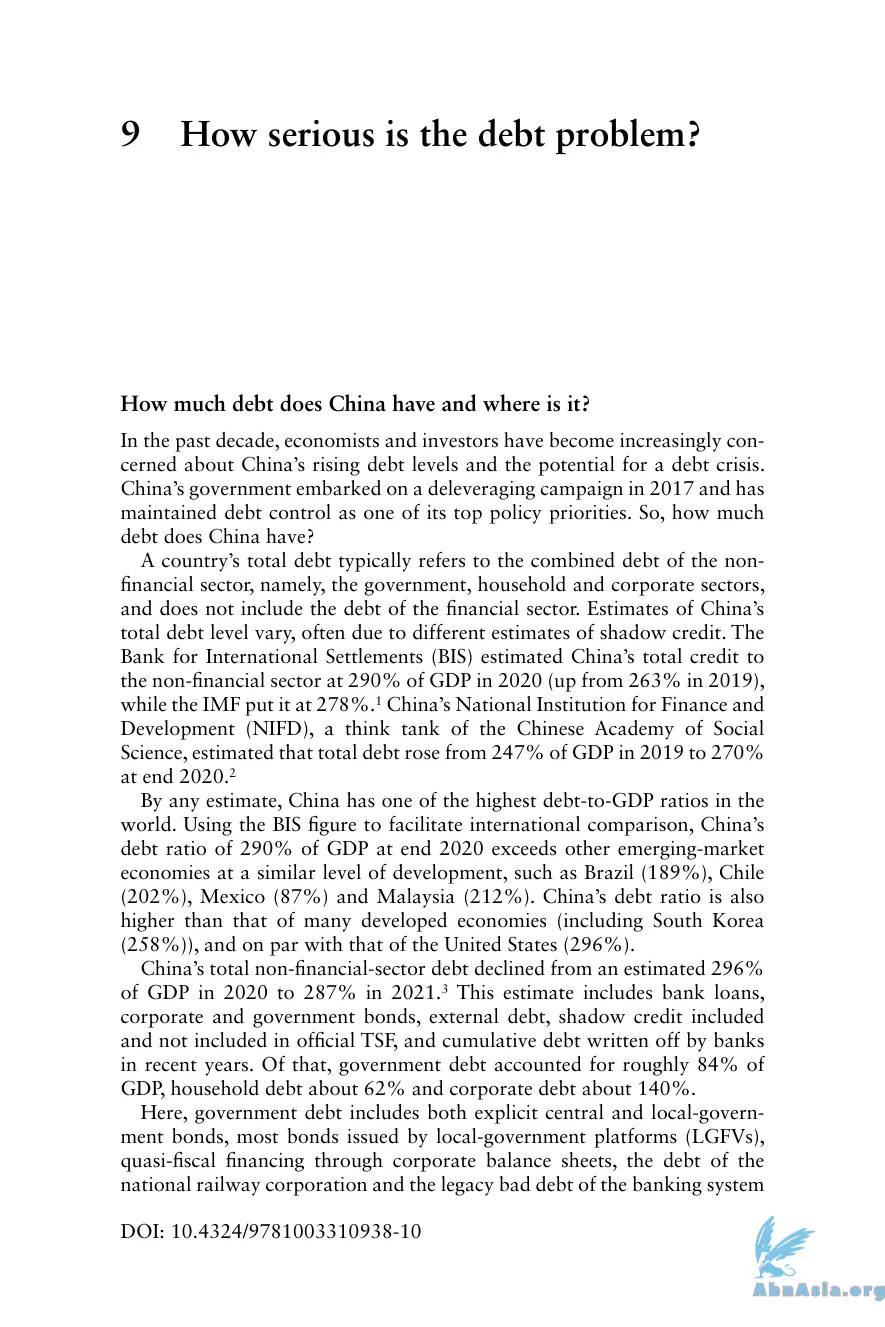 9 How serious is the debt problem?
How much debt does China have and where is it?
In the past decade, economists and investors have become increasingly con-
cerned about China’s rising debt levels and the potential for a debt crisis.
China’s government embarked on a deleveraging campaign in 2017 and has
maintained debt control as one of its top policy priorities. So, how much
debt does China have?
A country’s total debt typically refers to the combined debt of the non-
financial sector, namely, the government, household and corporate sectors,
and does not include the debt of the financial sector. Estimates of China’s
total debt level vary, often due to different estimates of shadow credit. The
Bank for International Settlements (BIS) estimated China’s total credit to
the non-financial sector at 290% of GDP in 2020 (up from 263% in 2019),
while the IMF put it at 278%.¹ China’s National Institution for Finance and
Development (NIFD), a think tank of the Chinese Academy of Social
Science, estimated that total debt rose from 247% of GDP in 2019 to 270%
at end 2020.²
By any estimate, China has one of the highest debt-to-GDP ratios in the
world. Using the BIS figure to facilitate international comparison, China’s
debt ratio of 290% of GDP at end 2020 exceeds other emerging-market
economies at a similar level of development, such as Brazil (189%), Chile
(202%), Mexico (87%) and Malaysia (212%). China’s debt ratio is also
higher than that of many developed economies (including South Korea
(258%)), and on par with that of the United States (296%).
China’s total non-financial-sector debt declined from an estimated 296%
of GDP in 2020 to 287% in 2021.³ This estimate includes bank loans,
corporate and government bonds, external debt, shadow credit included
and not included in official TSF, and cumulative debt written off by banks
in recent years. Of that, government debt accounted for roughly 84% of
GDP, household debt about 62% and corporate debt about 140%.
Here, government debt includes both explicit central and local-govern-
ment bonds, most bonds issued by local-government platforms (LGFVs),
quasi-fiscal financing through corporate balance sheets, the debt of the
national railway corporation and the legacy bad debt of the banking system
DOI: 10.4324/9781003310938-10
AbnAsia.org